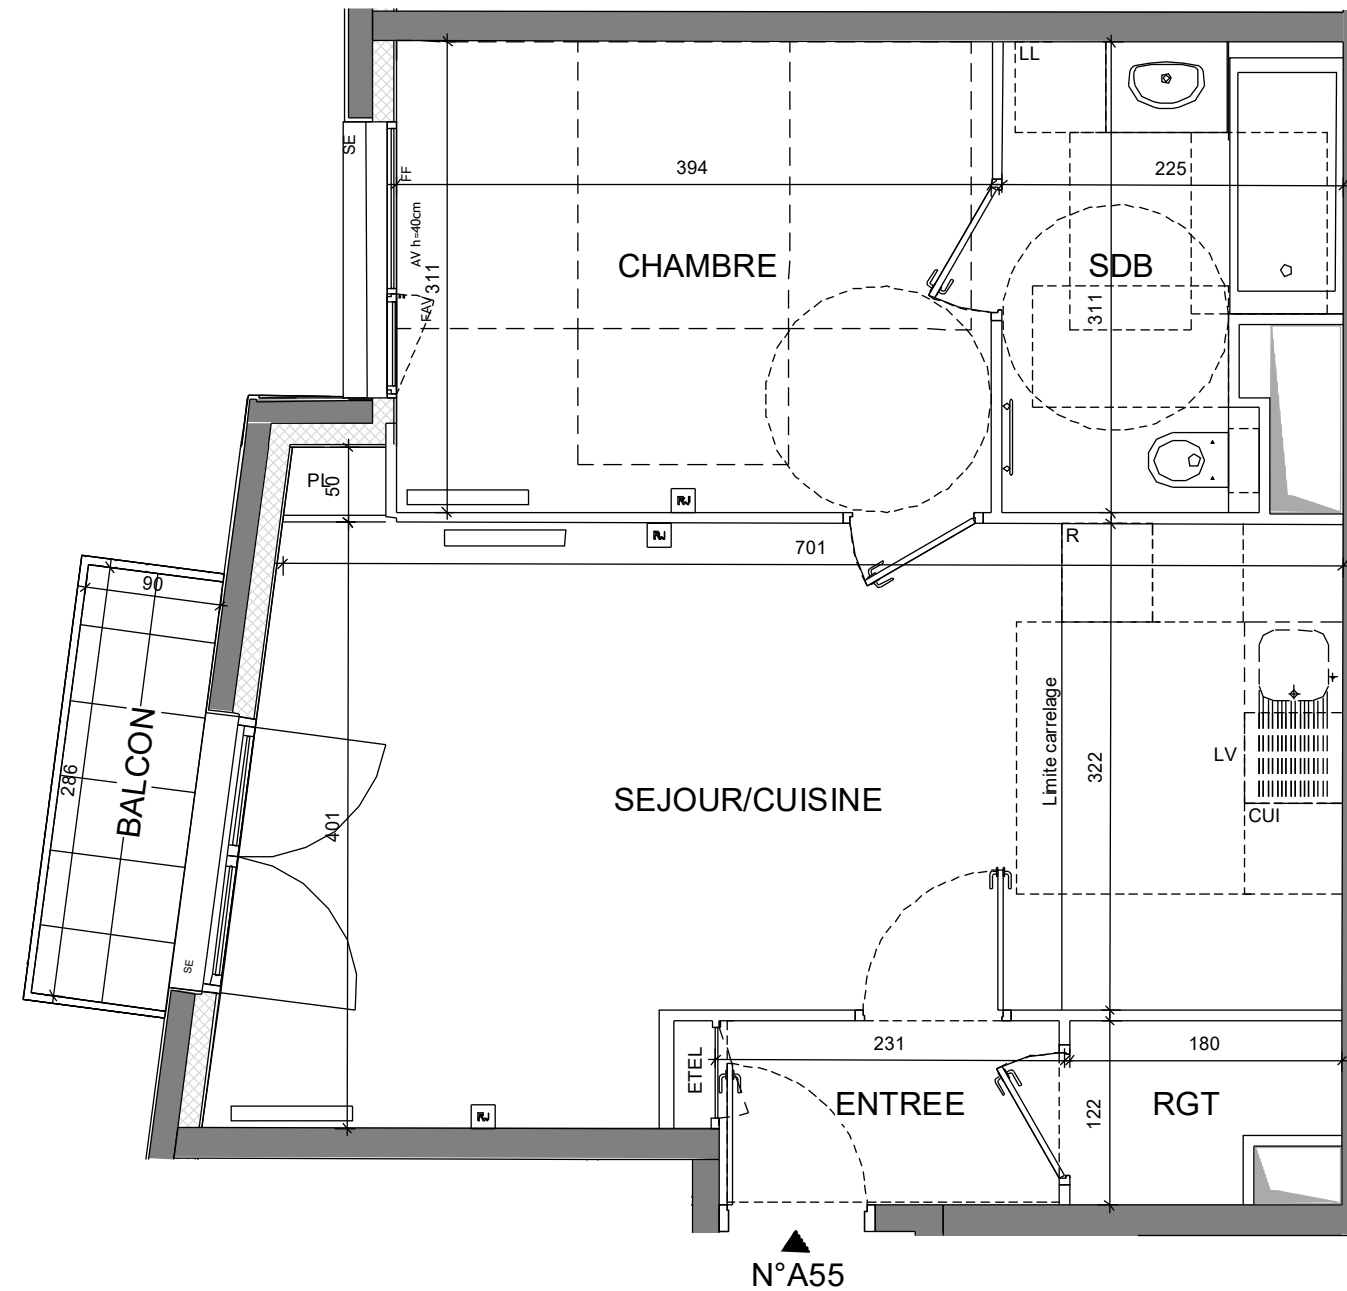 LL
SE
FF
394
225
AV h=40cm
CHAMBRE
SDB
311
FAV
311
PL
50
RJ
RJ
R
701
90
Limite carrelage
BALCON
286
322
LV
SEJOUR/CUISINE
CUI
401
SE
231
180
ETEL
ENTREE
RGT
122
RJ
N°A55